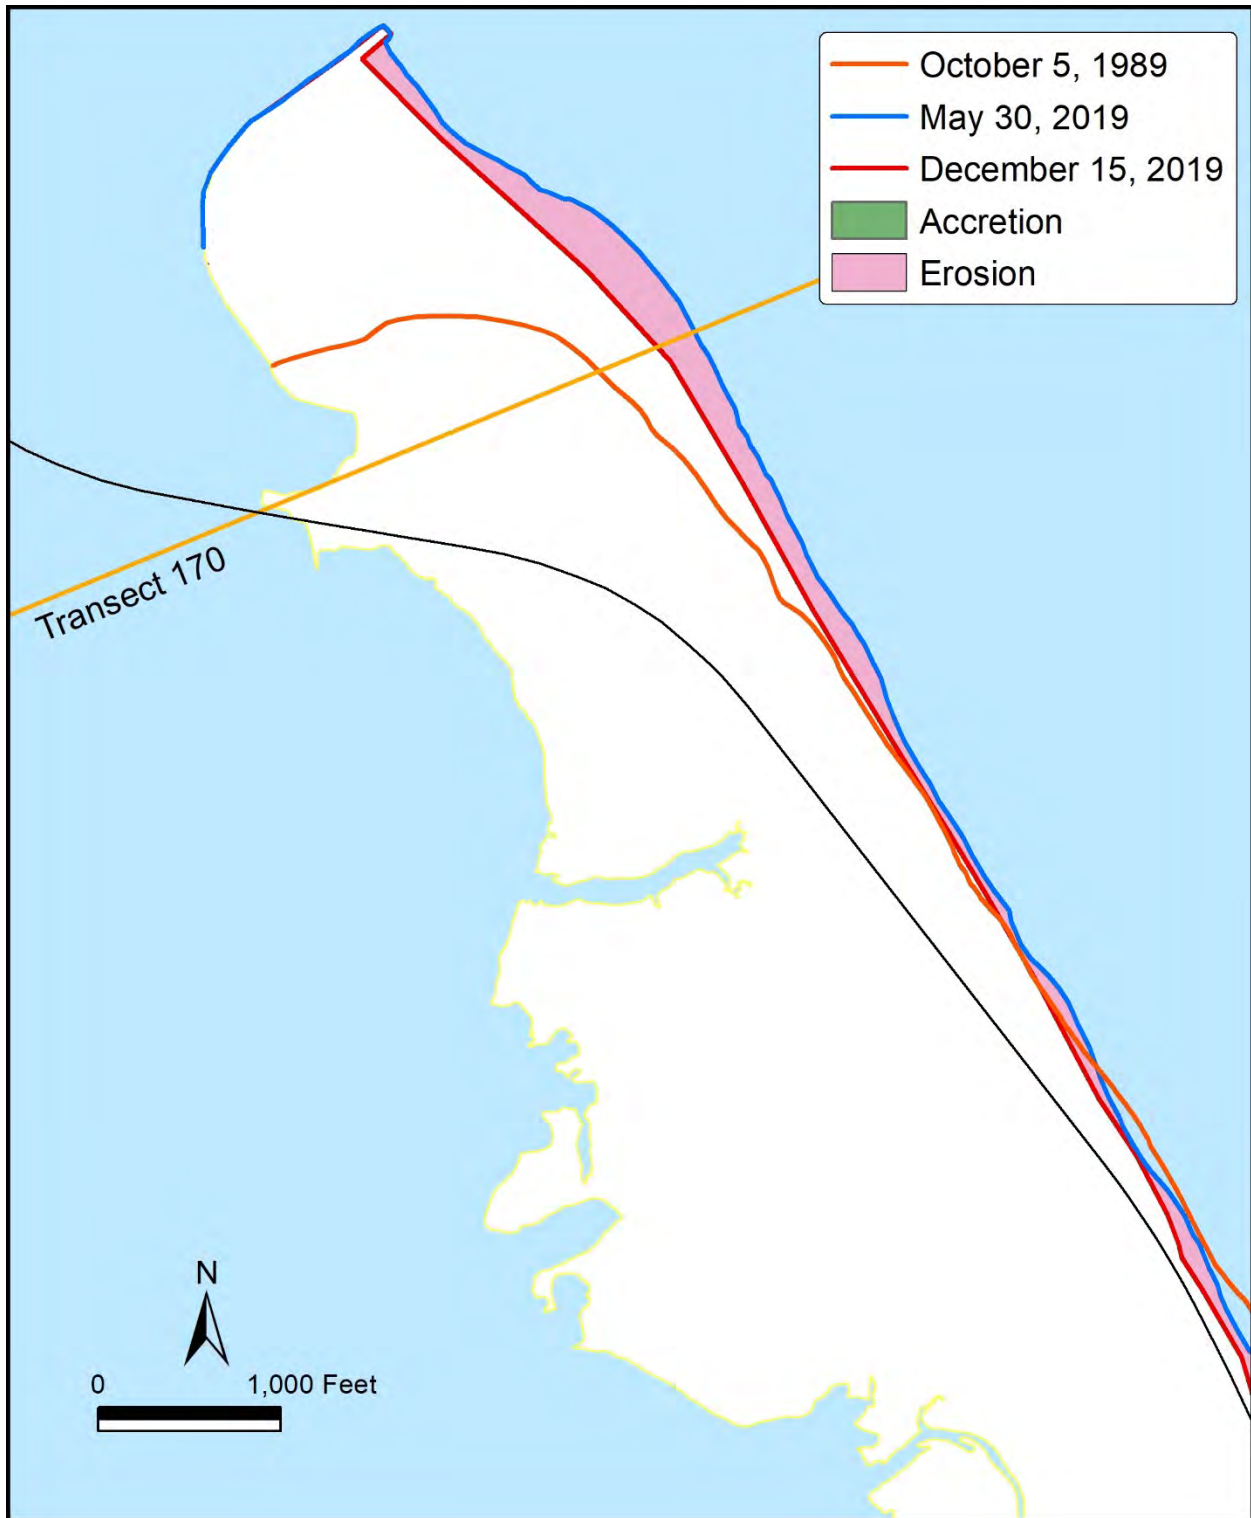 October 5, 1989
May 30, 2019
December 15, 2019
Accretion
Erosion
Transect 170
N
0 1,000 Feet